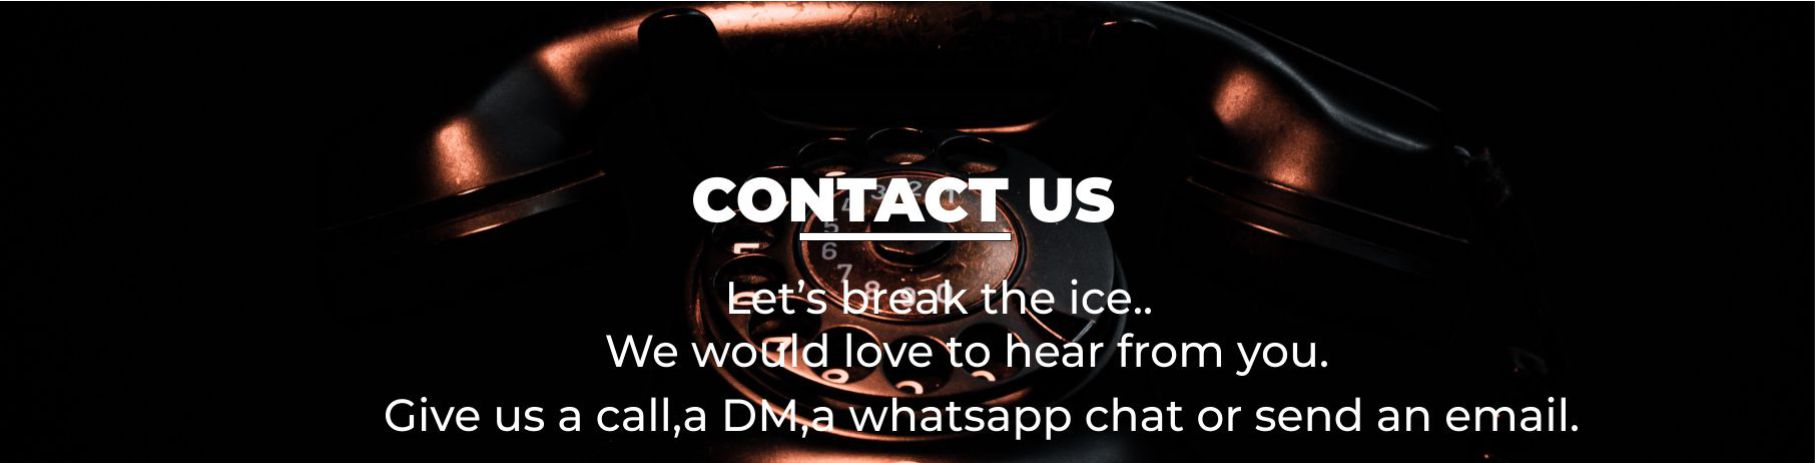 CONTACT US
Let’s break the ice..
We would love to hear from you.
Give us a call,a DM,a whatsapp chat or send an email.